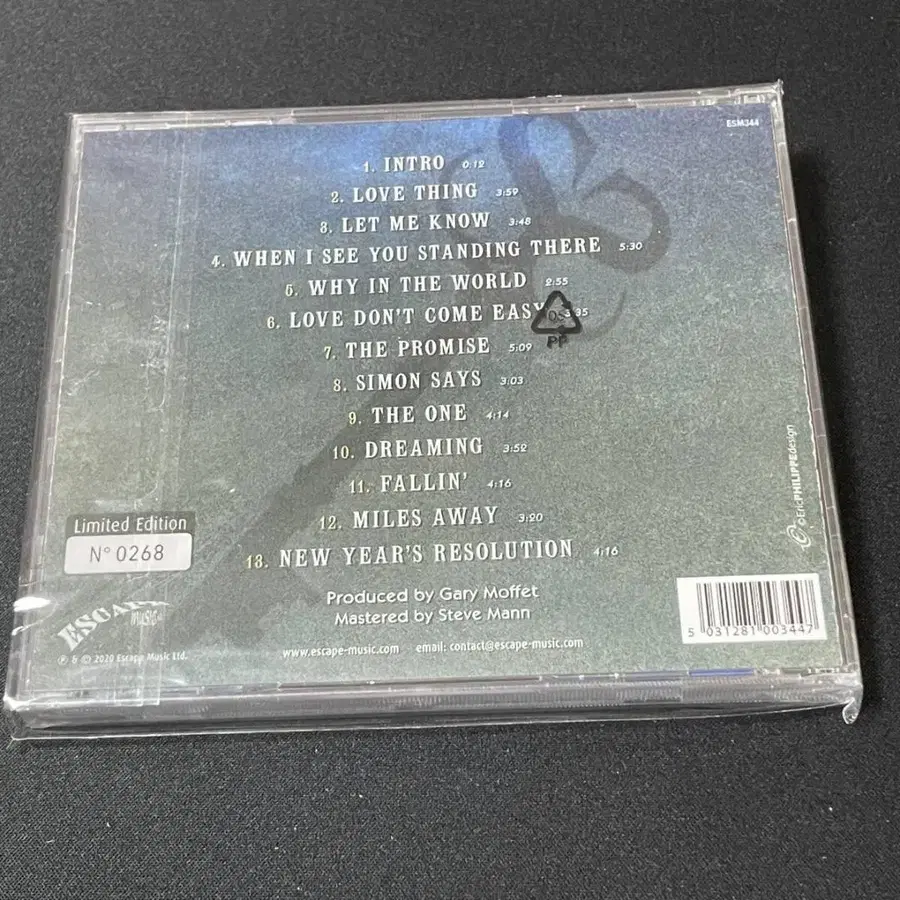 ESM344
1. INTRO 0:12
2. LOVE THING 3:59
3. LET ME KNOW 3:48
4. WHEN I SEE YOU STANDING THERE 5:30
5. WHY IN THE WORLD 2:55
6. LOVE DON'T COME EASY 3:35
05
PP
7. THE PROMISE 5:09
8. SIMON SAYS 3:03
9. THE ONE 4:14
10. DREAMING 3:52
11. FALLIN' 4:16
12. MILES AWAY 3:20
13. NEW YEAR'S RESOLUTION 4:16
©EricPHILIPPEdesign
Limited Edition
N° 0268
Produced by Gary Moffet
Mastered by Steve Mann
ESCAPE
music
www.escape-music.com email: contact@escape-music.com
℗ & © 2020 Escape Music Ltd.
5 031281 003447